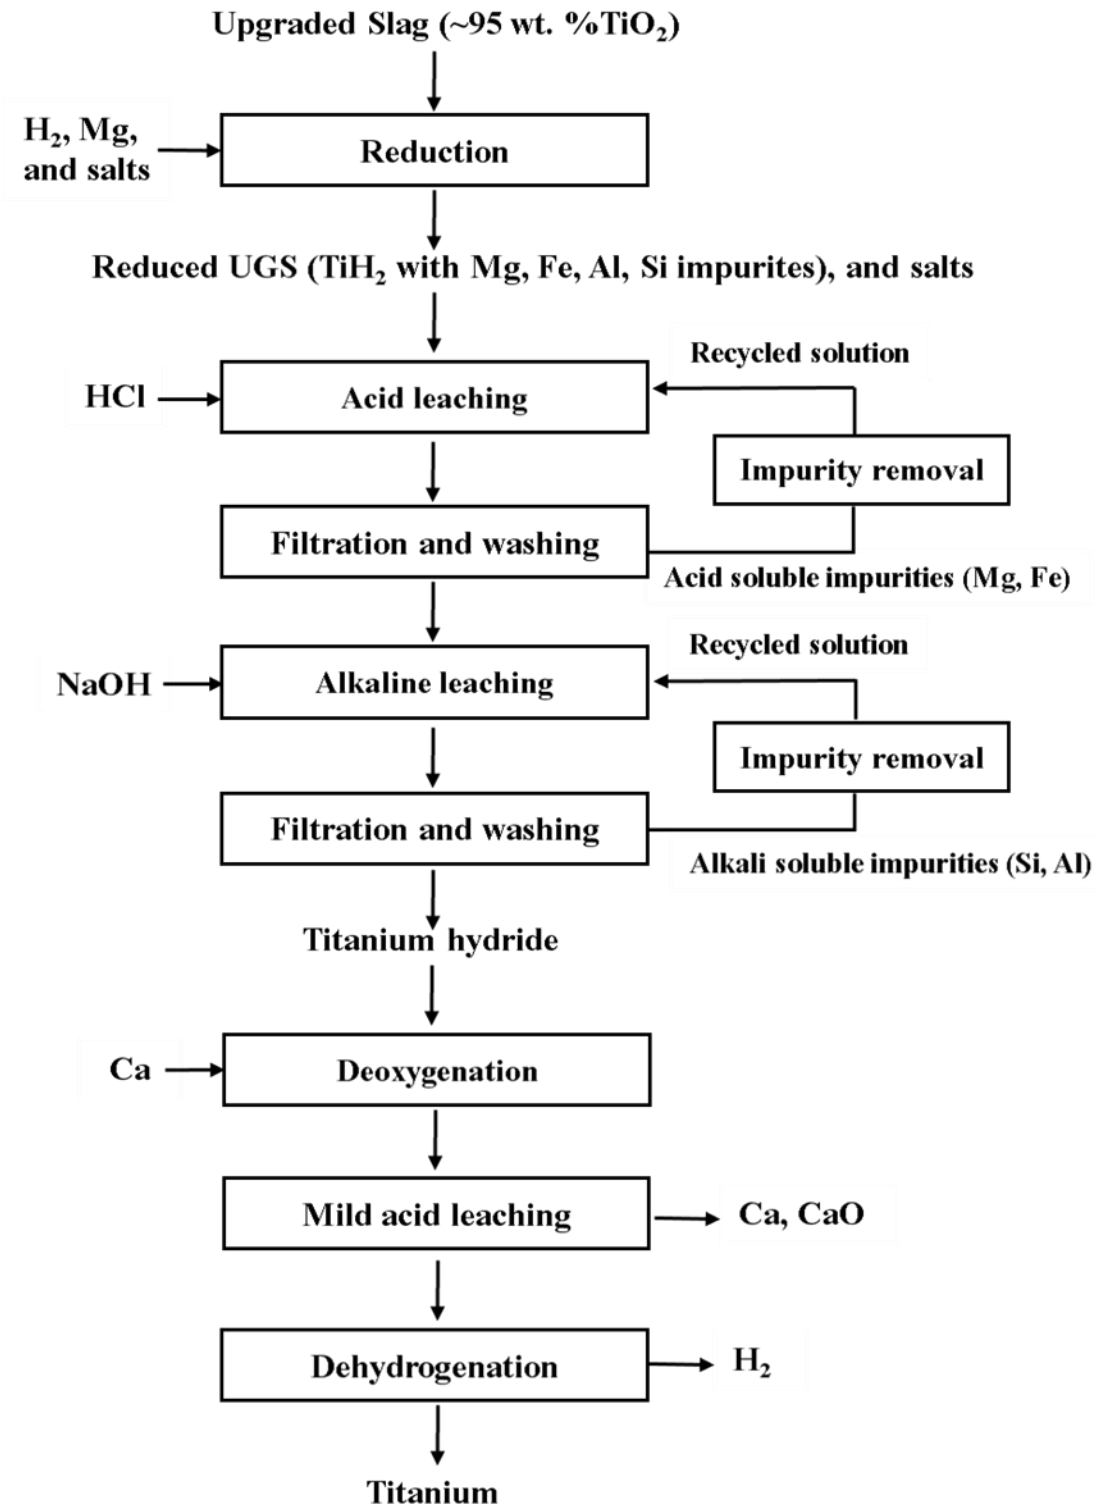 Upgraded Slag (~95 wt. %TiO₂)
H₂, Mg,
and salts
Reduction
Reduced UGS (TiH₂ with Mg, Fe, Al, Si impurites), and salts
Recycled solution
HCl
Acid leaching
Impurity removal
Filtration and washing
Acid soluble impurities (Mg, Fe)
Recycled solution
NaOH
Alkaline leaching
Impurity removal
Filtration and washing
Alkali soluble impurities (Si, Al)
Titanium hydride
Ca
Deoxygenation
Mild acid leaching
Ca, CaO
Dehydrogenation
H₂
Titanium